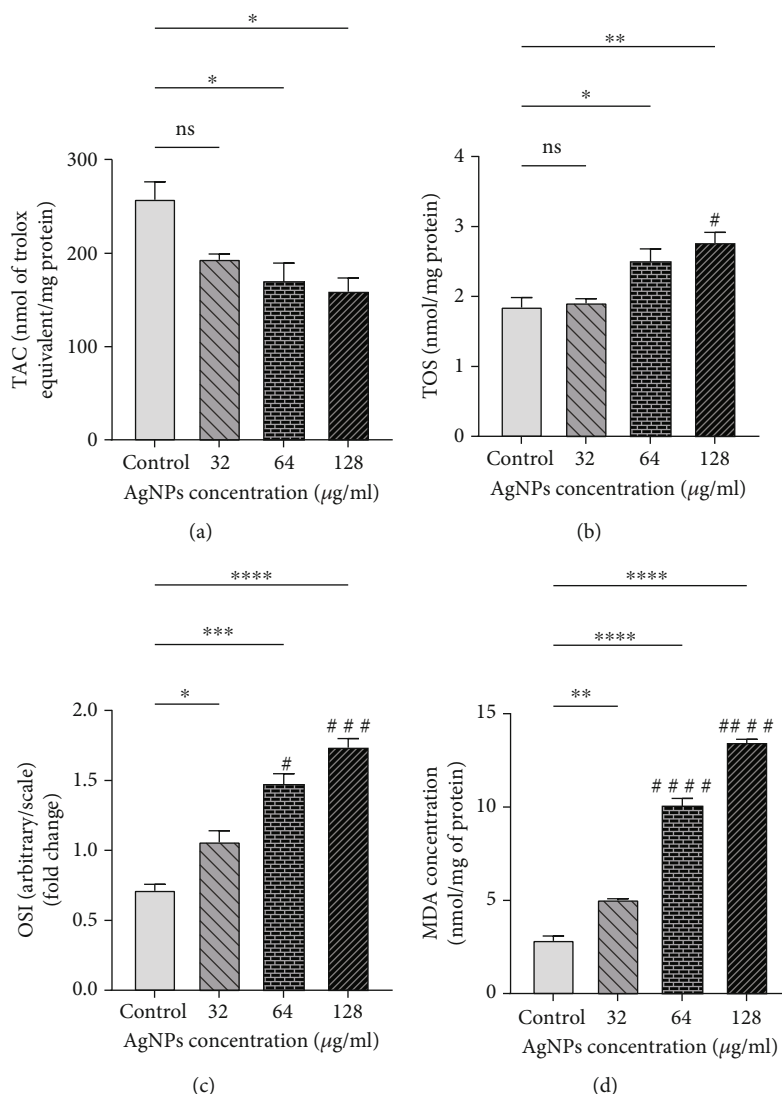 *
*
ns
300
200
100
0
TAC (nmol of trolox
equivalent/mg protein)
Control 32 64 128
AgNPs concentration (μg/ml)
(a)
**
*
ns
#
4
3
2
1
0
TOS (nmol/mg protein)
Control 32 64 128
AgNPs concentration (μg/ml)
(b)
****
***
*
# # #
#
2.0
1.5
1.0
0.5
0.0
OSI (arbitrary/scale)
(fold change)
Control 32 64 128
AgNPs concentration (μg/ml)
(c)
****
****
**
## # #
# # # #
15
10
5
0
MDA concentration
(nmol/mg of protein)
Control 32 64 128
AgNPs concentration (μg/ml)
(d)